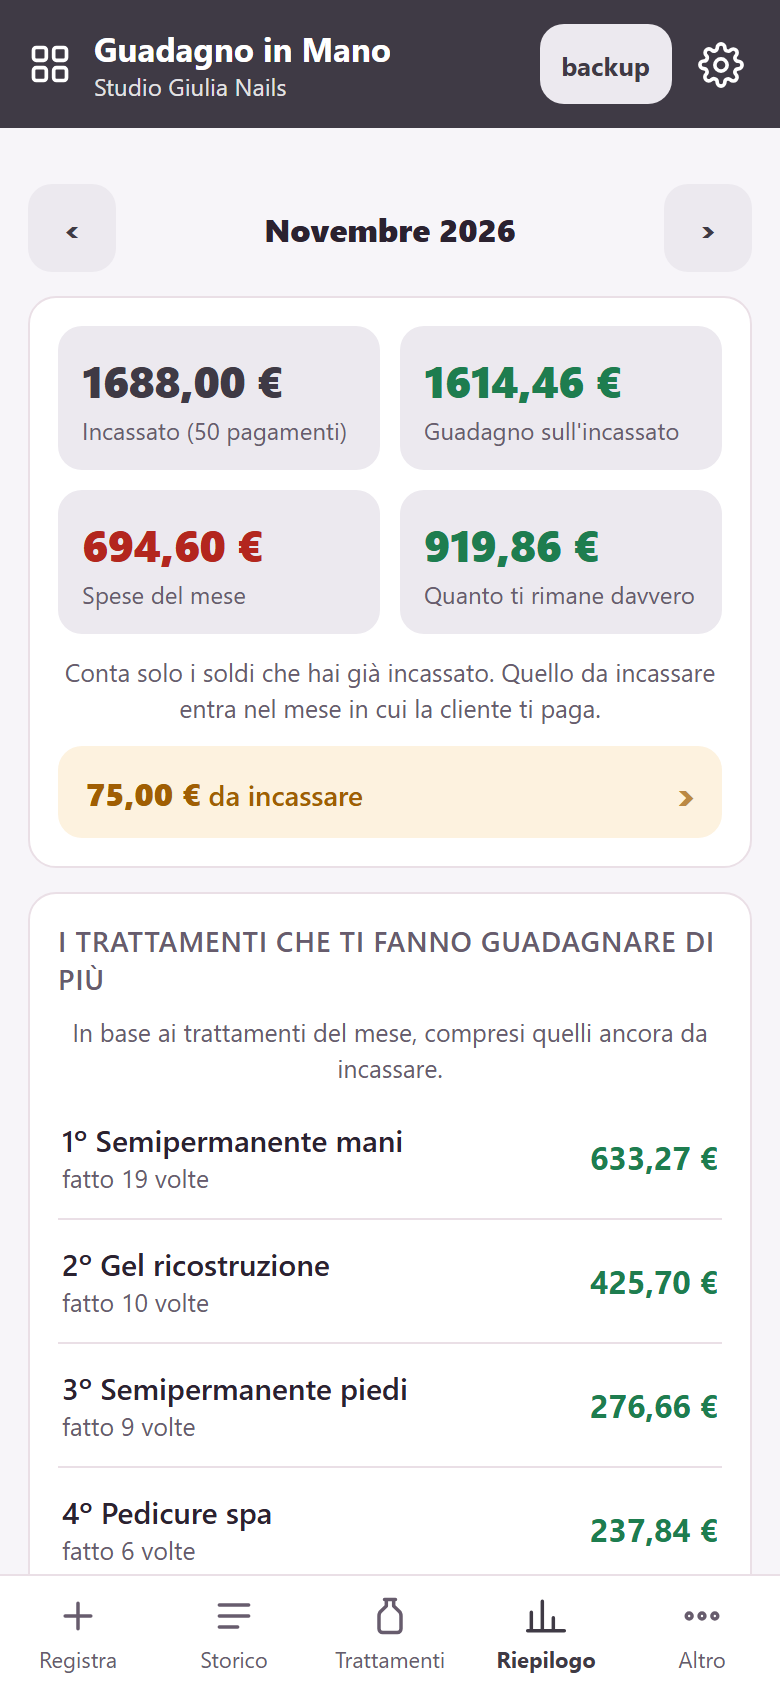 Guadagno in Mano
Studio Giulia Nails
backup
‹
Novembre 2026
›
1688,00 €
Incassato (50 pagamenti)
1614,46 €
Guadagno sull'incassato
694,60 €
Spese del mese
919,86 €
Quanto ti rimane davvero
Conta solo i soldi che hai già incassato. Quello da incassare
entra nel mese in cui la cliente ti paga.
75,00 € da incassare ›
I TRATTAMENTI CHE TI FANNO GUADAGNARE DI
PIÙ
In base ai trattamenti del mese, compresi quelli ancora da
incassare.
1º Semipermanente mani
fatto 19 volte
633,27 €
2º Gel ricostruzione
fatto 10 volte
425,70 €
3º Semipermanente piedi
fatto 9 volte
276,66 €
4º Pedicure spa
fatto 6 volte
237,84 €
Registra
Storico
Trattamenti
Riepilogo
Altro